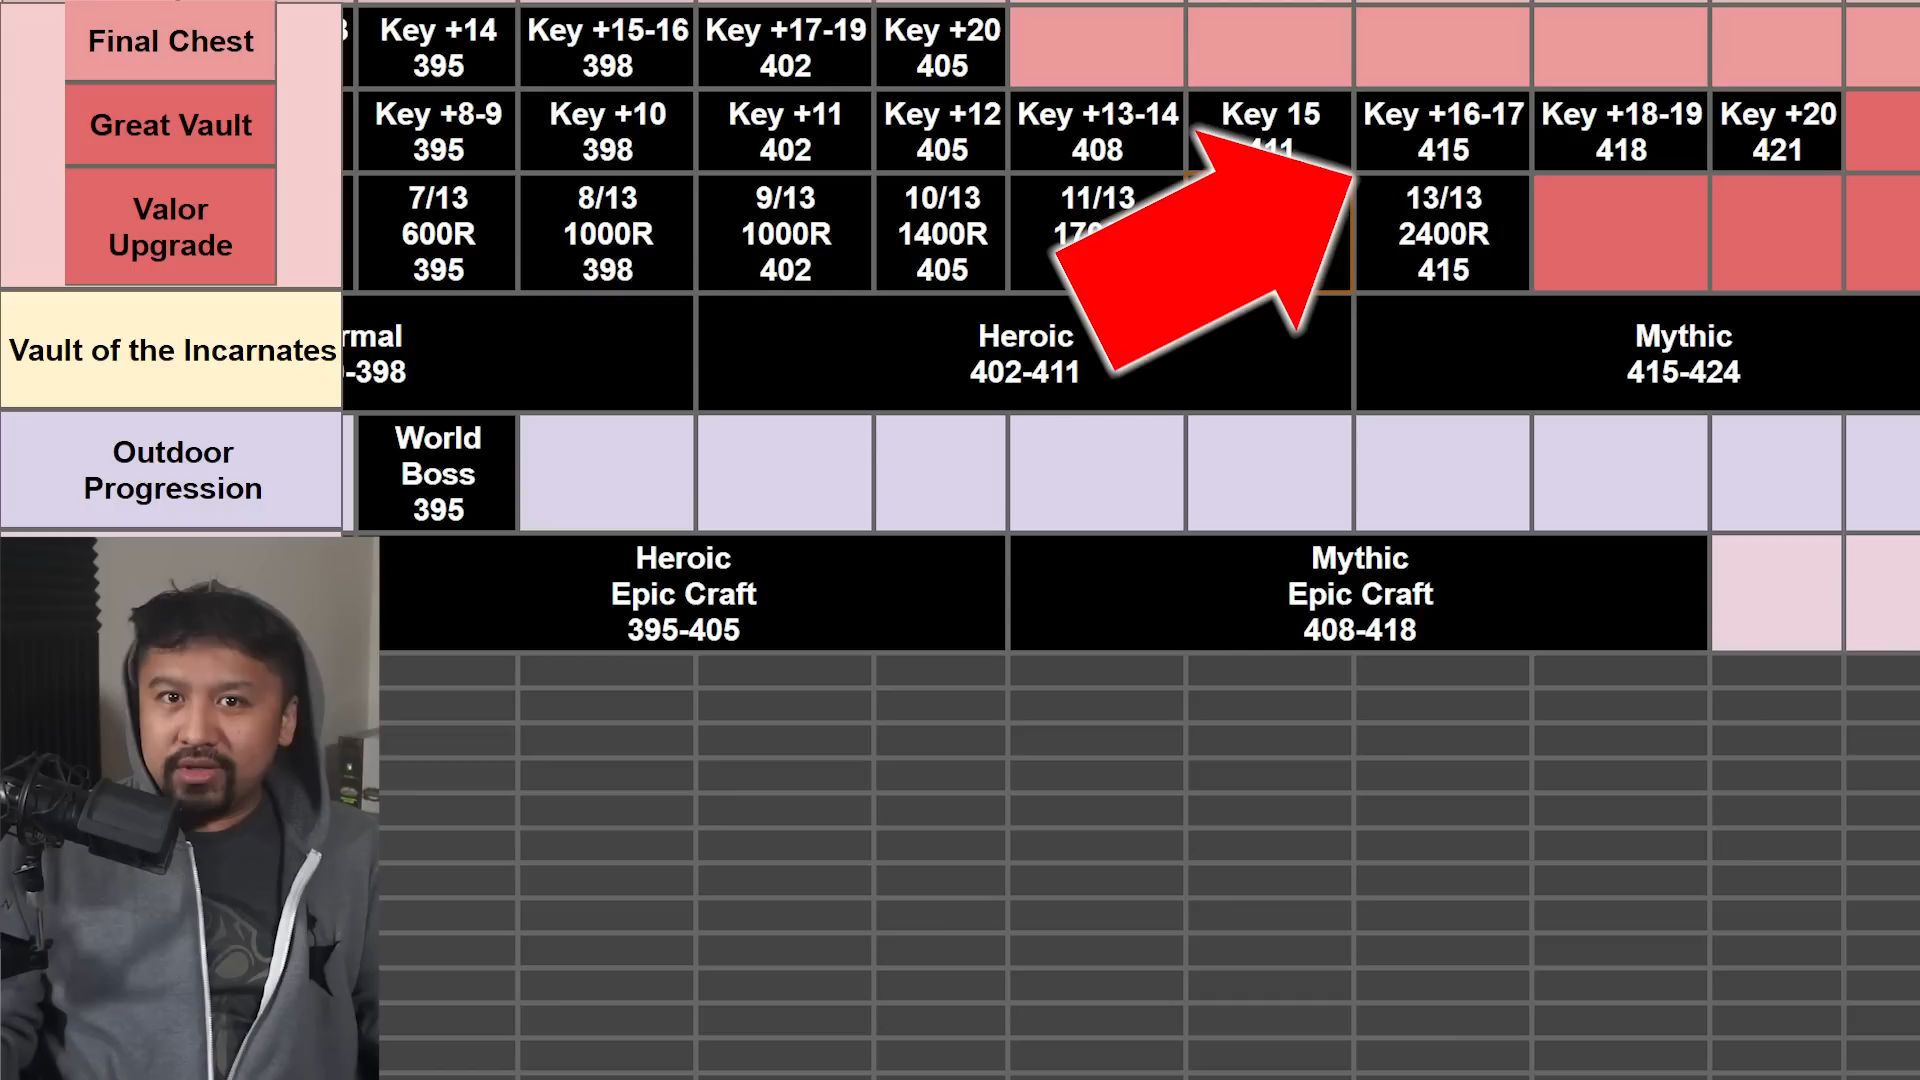 Final Chest
Key +14
395
Key +15-16
398
Key +17-19
402
Key +20
405
Great Vault
Key +8-9
395
Key +10
398
Key +11
402
Key +12
405
Key +13-14
408
Key 15
411
Key +16-17
415
Key +18-19
418
Key +20
421
Valor
Upgrade
7/13
600R
395
8/13
1000R
398
9/13
1000R
402
10/13
1400R
405
11/13
13/13
2400R
415
Vault of the Incarnates
rmal
-398
Heroic
402-411
Mythic
415-424
Outdoor
Progression
World
Boss
395
Heroic
Epic Craft
395-405
Mythic
Epic Craft
408-418